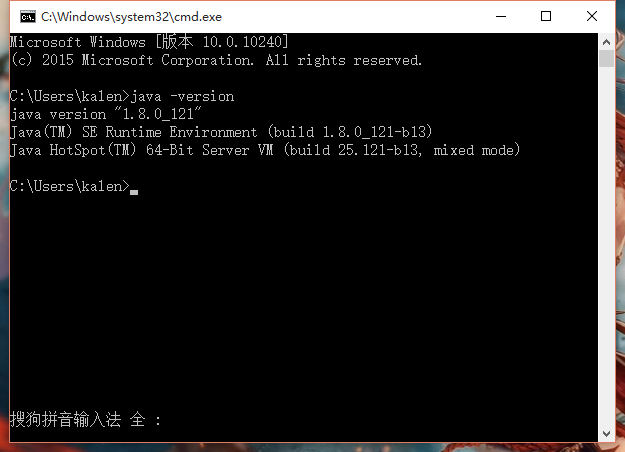 C:\Windows\system32\cmd.exe
Microsoft Windows [版本 10.0.10240]
(c) 2015 Microsoft Corporation. All rights reserved.
C:\Users\kalen>java -version
java version "1.8.0_121"
Java(TM) SE Runtime Environment (build 1.8.0_121-b13)
Java HotSpot(TM) 64-Bit Server VM (build 25.121-b13, mixed mode)
C:\Users\kalen>
搜狗拼音输入法 全 :